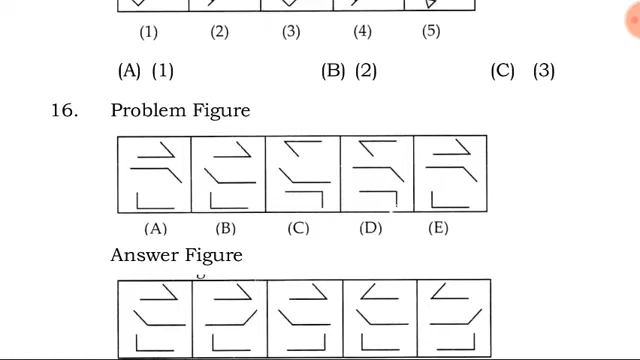 (1) (2) (3) (4) (5)
(A) (1) (B) (2) (C) (3)
16. Problem Figure
(A) (B) (C) (D) (E)
Answer Figure